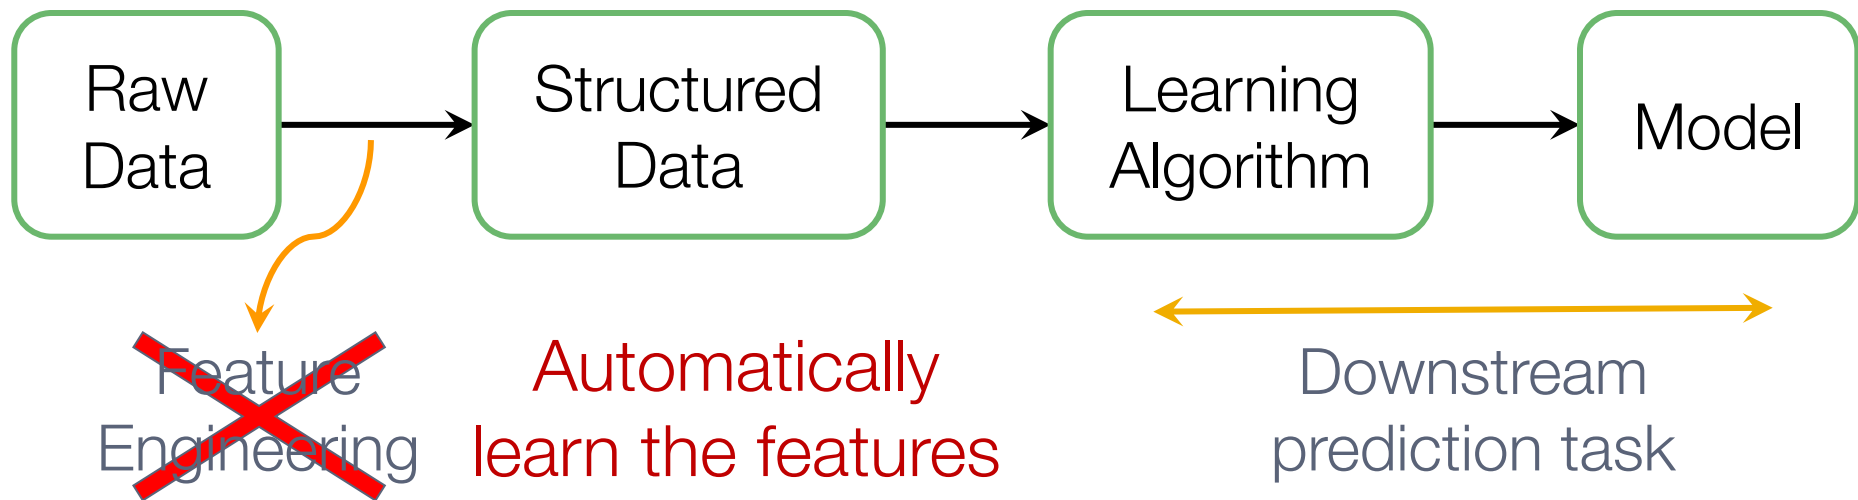 Raw
Data
Structured
Data
Learning
Algorithm
Model
Feature
Engineering
Automatically
learn the features
Downstream
prediction task